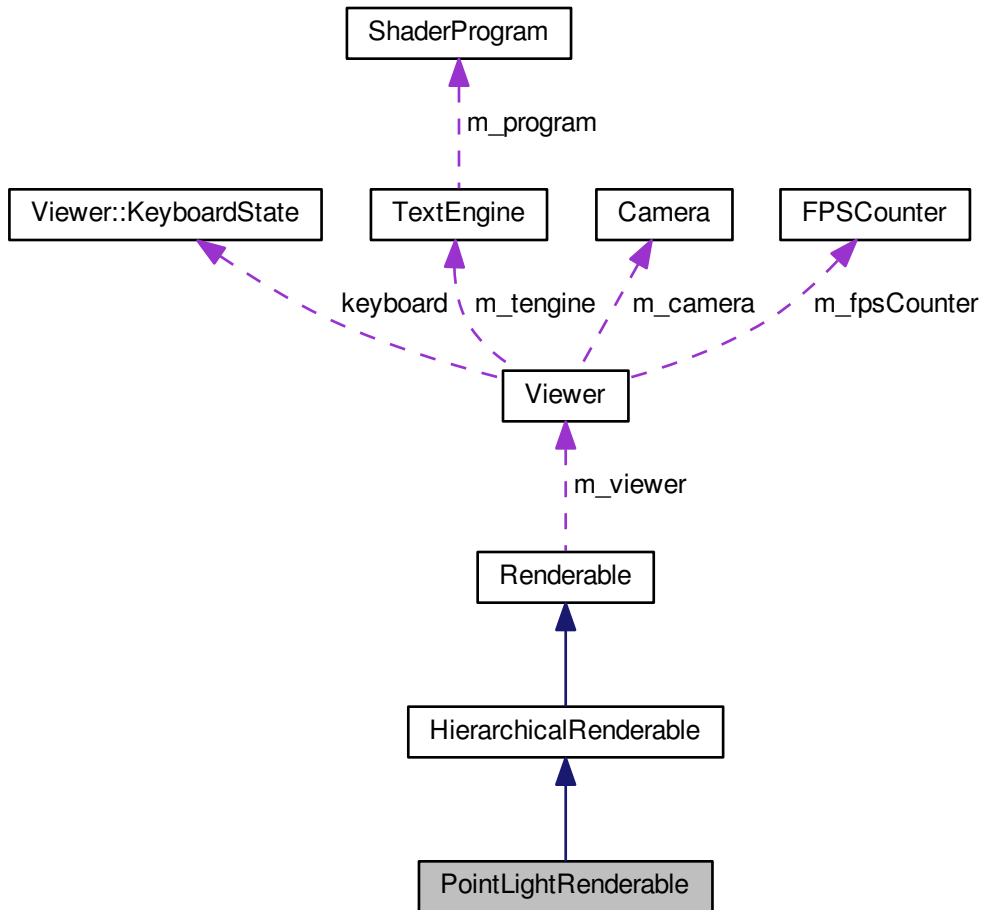 ShaderProgram
m_program
Viewer::KeyboardState
TextEngine
Camera
FPSCounter
keyboard
m_tengine
m_camera
m_fpsCounter
Viewer
m_viewer
Renderable
HierarchicalRenderable
PointLightRenderable